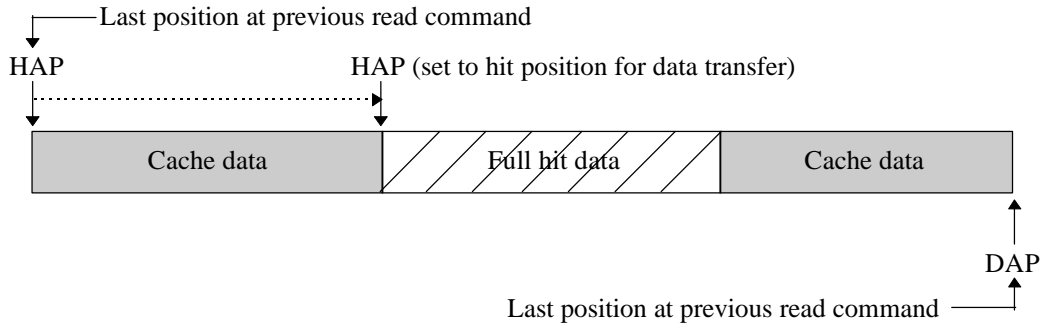 Last position at previous read command
HAP
HAP (set to hit position for data transfer)
Cache data
Full hit data
Cache data
DAP
Last position at previous read command